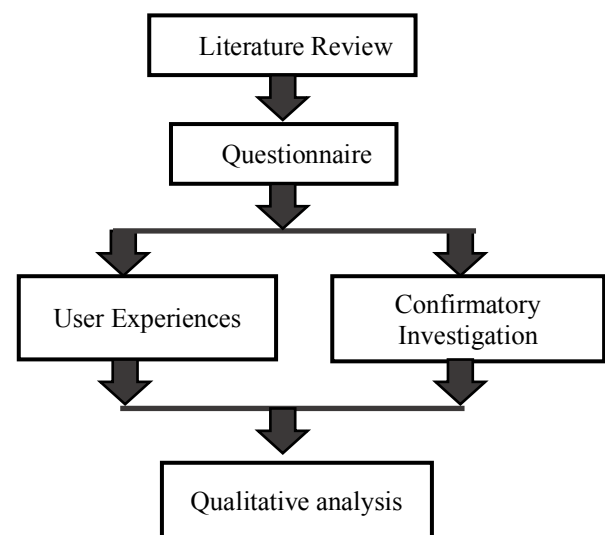 Literature Review
Questionnaire
User Experiences
Confirmatory
Investigation
Qualitative analysis